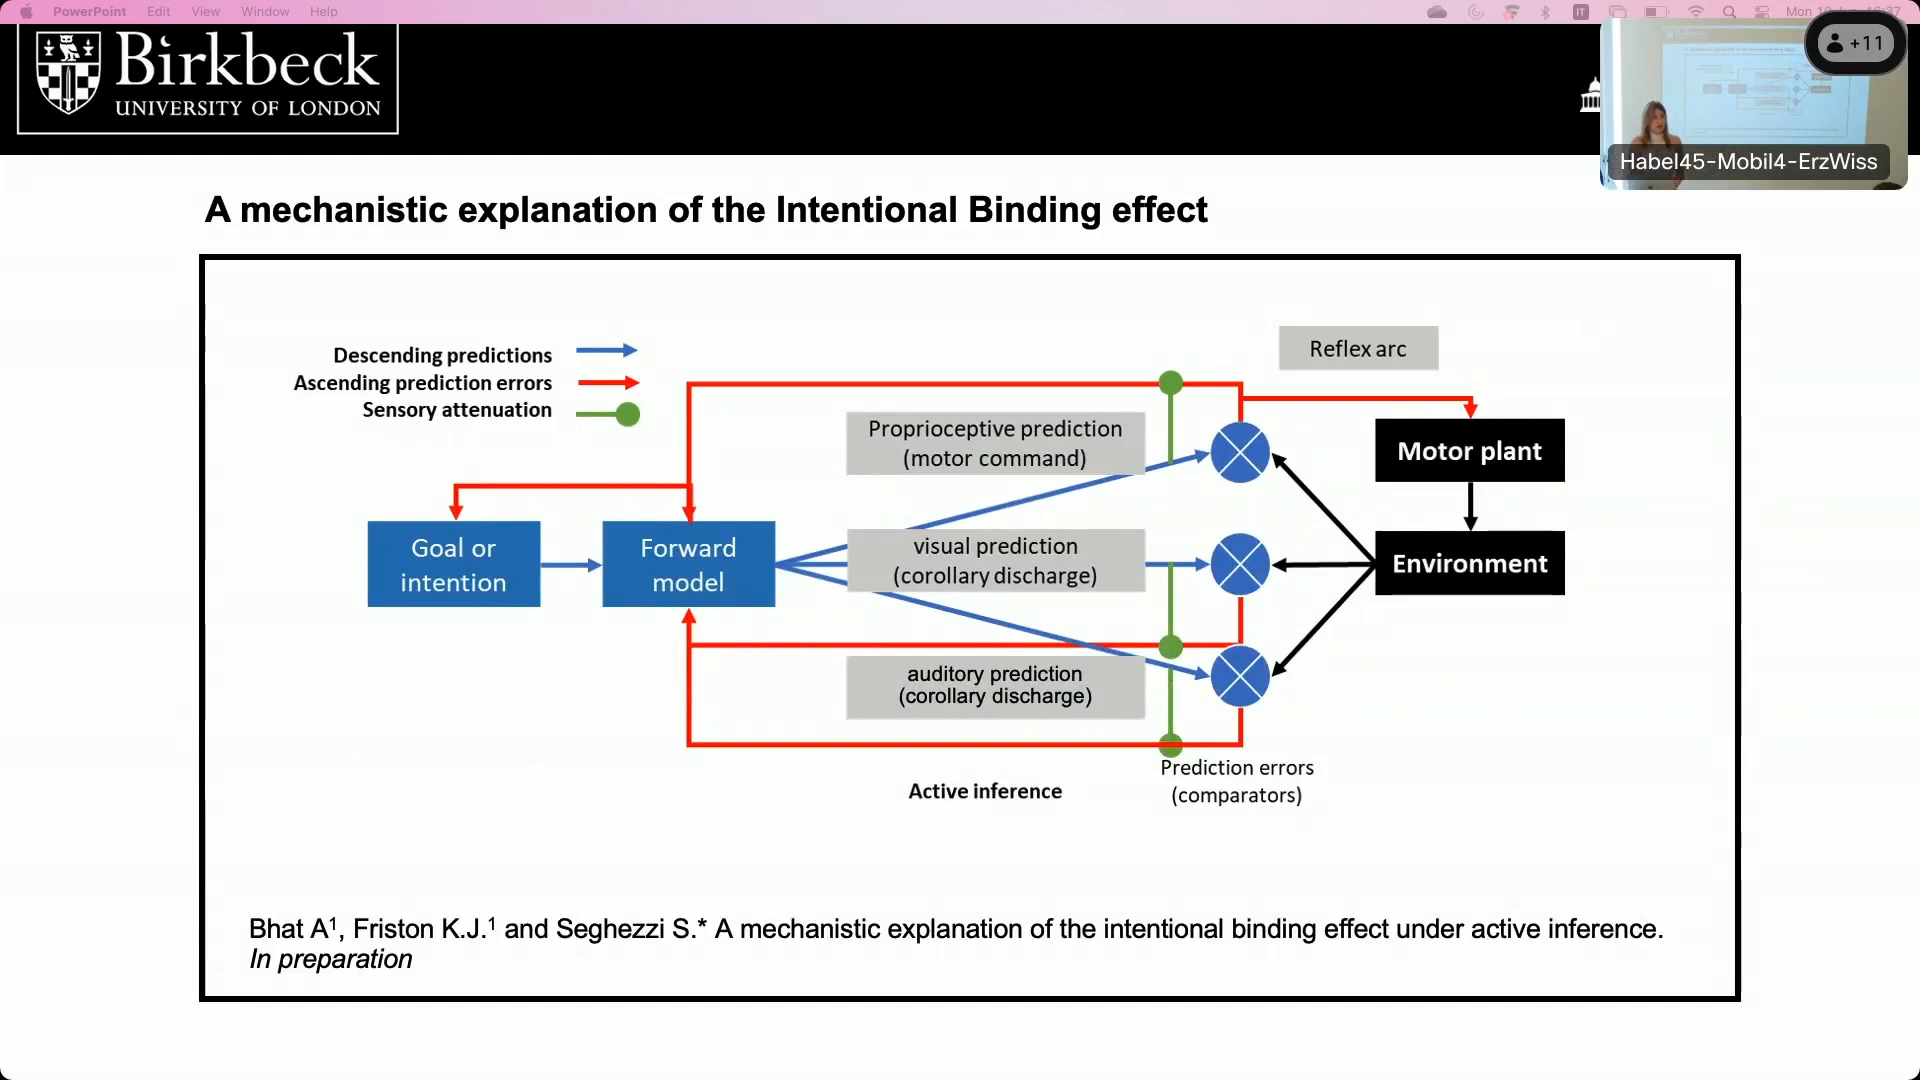 PowerPoint Edit View Window Help
IT
Birkbeck
UNIVERSITY OF LONDON
+11
Habel45-Mobil4-ErzWiss
A mechanistic explanation of the Intentional Binding effect
Reflex arc
Descending predictions
Ascending prediction errors
Sensory attenuation
Proprioceptive prediction
(motor command)
Motor plant
Goal or
intention
Forward
model
visual prediction
(corollary discharge)
Environment
auditory prediction
(corollary discharge)
Prediction errors
(comparators)
Active inference
Bhat A¹, Friston K.J.¹ and Seghezzi S.* A mechanistic explanation of the intentional binding effect under active inference.
In preparation